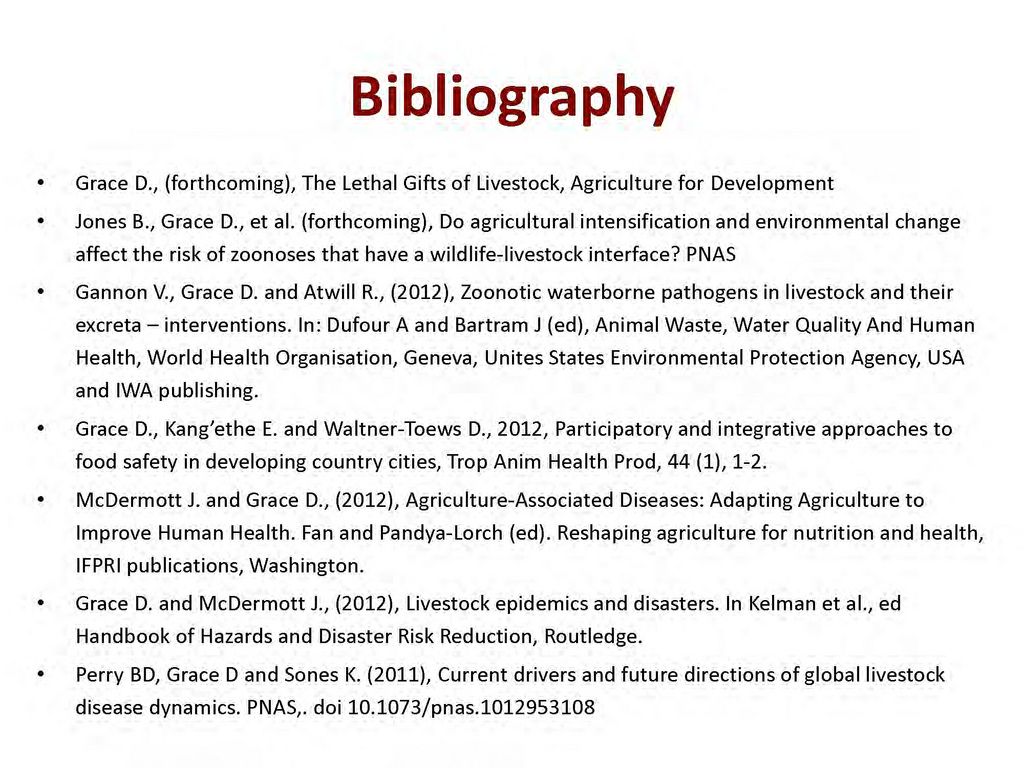 Bibliography
• Grace D., (forthcoming), The Lethal Gifts of Livestock, Agriculture for Development
• Jones B., Grace D., et al. (forthcoming), Do agricultural intensification and environmental change
affect the risk of zoonoses that have a wildlife-livestock interface? PNAS
• Gannon V., Grace D. and Atwill R., (2012), Zoonotic waterborne pathogens in livestock and their
excreta – interventions. In: Dufour A and Bartram J (ed), Animal Waste, Water Quality And Human
Health, World Health Organisation, Geneva, Unites States Environmental Protection Agency, USA
and IWA publishing.
• Grace D., Kang’ethe E. and Waltner-Toews D., 2012, Participatory and integrative approaches to
food safety in developing country cities, Trop Anim Health Prod, 44 (1), 1-2.
• McDermott J. and Grace D., (2012), Agriculture-Associated Diseases: Adapting Agriculture to
Improve Human Health. Fan and Pandya-Lorch (ed). Reshaping agriculture for nutrition and health,
IFPRI publications, Washington.
• Grace D. and McDermott J., (2012), Livestock epidemics and disasters. In Kelman et al., ed
Handbook of Hazards and Disaster Risk Reduction, Routledge.
• Perry BD, Grace D and Sones K. (2011), Current drivers and future directions of global livestock
disease dynamics. PNAS,. doi 10.1073/pnas.1012953108